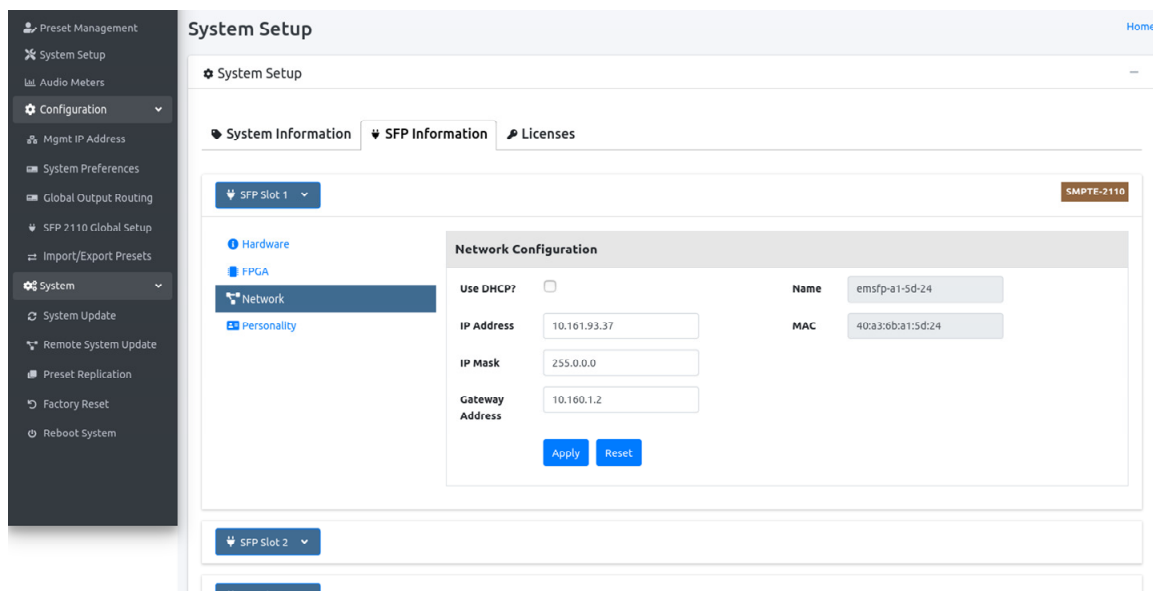 Preset Management
System Setup
Audio Meters
Configuration
Mgmt IP Address
System Preferences
Global Output Routing
SFP 2110 Global Setup
Import/Export Presets
System
System Update
Remote System Update
Preset Replication
Factory Reset
Reboot System
System Setup
Home
System Setup
System Information
SFP Information
Licenses
SFP Slot 1
SMPTE-2110
Hardware
FPGA
Network
Personality
Network Configuration
Use DHCP?
Name
emsfp-a1-5d-24
IP Address
10.161.93.37
MAC
40:a3:6b:a1:5d:24
IP Mask
255.0.0.0
Gateway
Address
10.160.1.2
Apply
Reset
SFP Slot 2